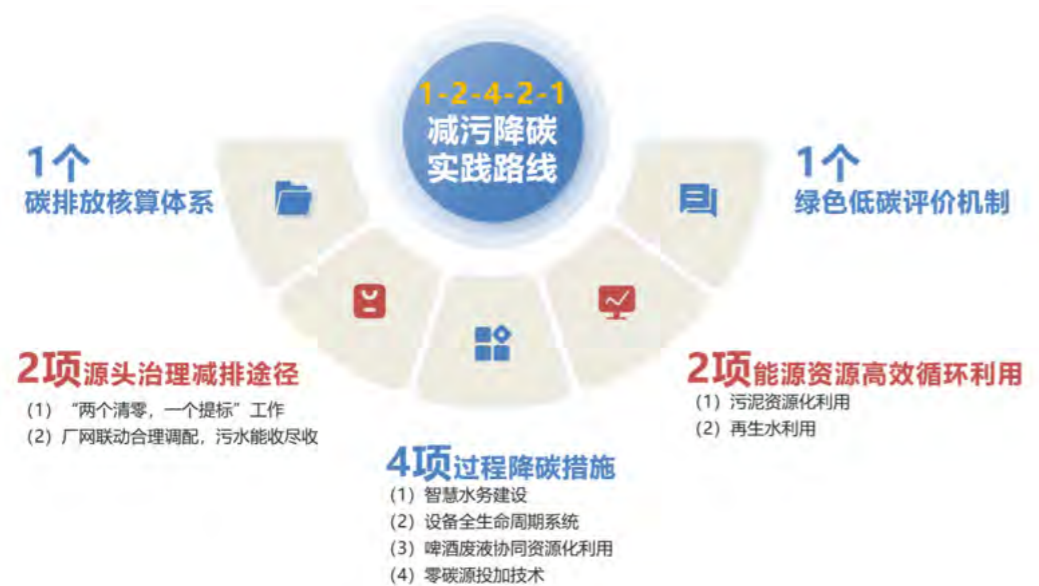 1-2-4-2-1
减污降碳
实践路线
1个
碳排放核算体系
1个
绿色低碳评价机制
2项源头治理减排途径
(1) “两个清零，一个提标”工作
(2) 厂网联动合理调配，污水能收尽收
4项过程降碳措施
(1) 智慧水务建设
(2) 设备全生命周期系统
(3) 啤酒废液协同资源化利用
(4) 零碳源投加技术
2项能源资源高效循环利用
(1) 污泥资源化利用
(2) 再生水利用